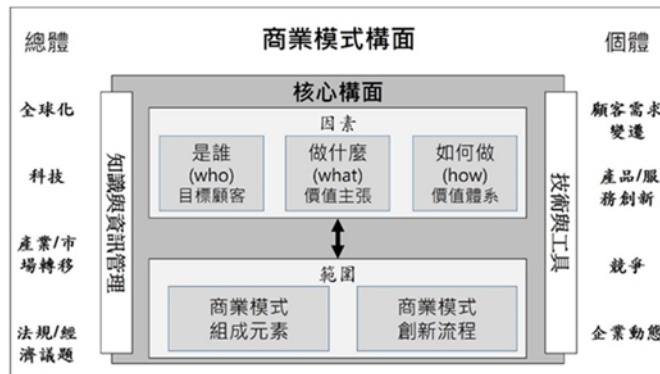 商業模式構面
總體
全球化
科技
產業/市
場轉移
法規/經
濟議題
知識與資訊管理
核心構面
因素
是誰
(who)
目標顧客
做什麼
(what)
價值主張
如何做
(how)
價值體系
範圍
商業模式
組成元素
商業模式
創新流程
技術與工具
個體
顧客需求
變遷
產品/服
務創新
競爭
企業動態